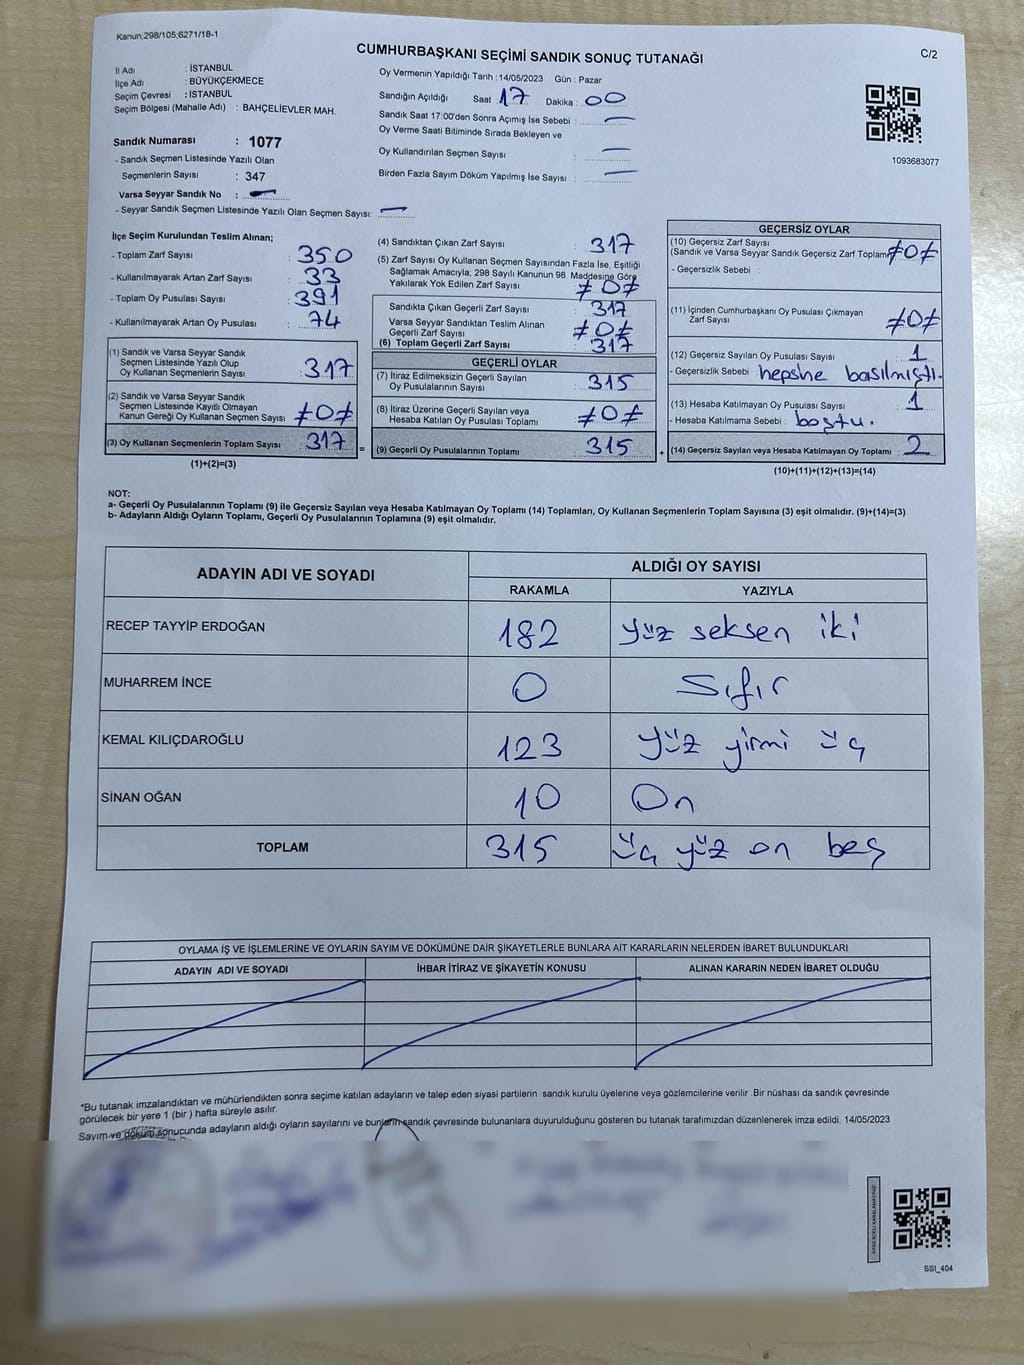 Kanun;298/105;6271/18-1
C/2
CUMHURBAŞKANI SEÇİMİ SANDIK SONUÇ TUTANAĞI
İl Adı : İSTANBUL
İlçe Adı : BÜYÜKÇEKMECE
Seçim Çevresi : İSTANBUL
Seçim Bölgesi (Mahalle Adı) : BAHÇELİEVLER MAH.
Sandık Numarası : 1077
- Sandık Seçmen Listesinde Yazılı Olan
Seçmenlerin Sayısı : 347
Varsa Seyyar Sandık No : —
- Seyyar Sandık Seçmen Listesinde Yazılı Olan Seçmen Sayısı: —
Oy Vermenin Yapıldığı Tarih : 14/05/2023 Gün : Pazar
Sandığın Açıldığı Saat 17 Dakika : 00
Sandık Saat 17:00'den Sonra Açımış İse Sebebi : —
Oy Verme Saati Bitiminde Sırada Bekleyen ve
Oy Kullandırılan Seçmen Sayısı : —
Birden Fazla Sayım Döküm Yapılmış İse Sayısı : —
1093683077
İlçe Seçim Kurulundan Teslim Alınan;
- Toplam Zarf Sayısı : 350
- Kullanılmayarak Artan Zarf Sayısı : 33
- Toplam Oy Pusulası Sayısı : 391
- Kullanılmayarak Artan Oy Pusulası : 74
(1) Sandık ve Varsa Seyyar Sandık
Seçmen Listesinde Yazılı Olup
Oy Kullanan Seçmenlerin Sayısı : 317
(2) Sandık ve Varsa Seyyar Sandık
Seçmen Listesinde Kayıtlı Olmayan
Kanun Gereği Oy Kullanan Seçmen Sayısı : ≠0≠
(3) Oy Kullanan Seçmenlerin Toplam Sayısı : 317
(1)+(2)=(3)
(4) Sandıktan Çıkan Zarf Sayısı : 317
(5) Zarf Sayısı Oy Kullanan Seçmen Sayısından Fazla İse, Eşitliği
Sağlamak Amacıyla; 298 Sayılı Kanunun 98. Maddesine Göre
Yakılarak Yok Edilen Zarf Sayısı : ≠0≠
Sandıkta Çıkan Geçerli Zarf Sayısı : 317
Varsa Seyyar Sandıktan Teslim Alınan
Geçerli Zarf Sayısı : ≠0≠
(6) Toplam Geçerli Zarf Sayısı : 317
GEÇERLİ OYLAR
(7) İtiraz Edilmeksizin Geçerli Sayılan
Oy Pusulalarının Sayısı : 315
(8) İtiraz Üzerine Geçerli Sayılan veya
Hesaba Katılan Oy Pusulası Toplamı : ≠0≠
= (9) Geçerli Oy Pusulalarının Toplamı : 315
GEÇERSİZ OYLAR
(10) Geçersiz Zarf Sayısı
(Sandık ve Varsa Seyyar Sandık Geçersiz Zarf Toplamı) ≠0≠
- Geçersizlik Sebebi :
(11) İçinden Cumhurbaşkanı Oy Pusulası Çıkmayan
Zarf Sayısı : ≠0≠
(12) Geçersiz Sayılan Oy Pusulası Sayısı : 1
- Geçersizlik Sebebi : hepsine basılmıştı.
(13) Hesaba Katılmayan Oy Pusulası Sayısı : 1
- Hesaba Katılmama Sebebi : boştu.
+ (14) Geçersiz Sayılan veya Hesaba Katılmayan Oy Toplamı : 2
(10)+(11)+(12)+(13)=(14)
NOT:
a- Geçerli Oy Pusulalarının Toplamı (9) ile Geçersiz Sayılan veya Hesaba Katılmayan Oy Toplamı (14) Toplamları, Oy Kullanan Seçmenlerin Toplam Sayısına (3) eşit olmalıdır. (9)+(14)=(3)
b- Adayların Aldığı Oyların Toplamı, Geçerli Oy Pusulalarının Toplamına (9) eşit olmalıdır.
ADAYIN ADI VE SOYADI ALDIĞI OY SAYISI
RAKAMLA YAZIYLA
RECEP TAYYİP ERDOĞAN 182 yüz seksen iki
MUHARREM İNCE 0 Sıfır
KEMAL KILIÇDAROĞLU 123 yüz yirmi üç
SİNAN OĞAN 10 On
TOPLAM 315 üç yüz on beş
OYLAMA İŞ VE İŞLEMLERİNE VE OYLARIN SAYIM VE DÖKÜMÜNE DAİR ŞİKAYETLERLE BUNLARA AİT KARARLARIN NELERDEN İBARET BULUNDUKLARI
ADAYIN ADI VE SOYADI İHBAR İTİRAZ VE ŞİKAYETİN KONUSU ALINAN KARARIN NEDEN İBARET OLDUĞU
*Bu tutanak imzalandıktan ve mühürlendikten sonra seçime katılan adayların ve talep eden siyasi partilerin sandık kurulu üyelerine veya gözlemcilerine verilir Bir nüshası da sandık çevresinde
görülecek bir yere 1 (bir ) hafta süreyle asılır.
Sayım ve döküm sonucunda adayların aldığı oyların sayılarını ve bunların sandık çevresinde bulunanlara duyurulduğunu gösteren bu tutanak tarafımızdan düzenlenerek imza edildi. 14/05/2023
SSI_404